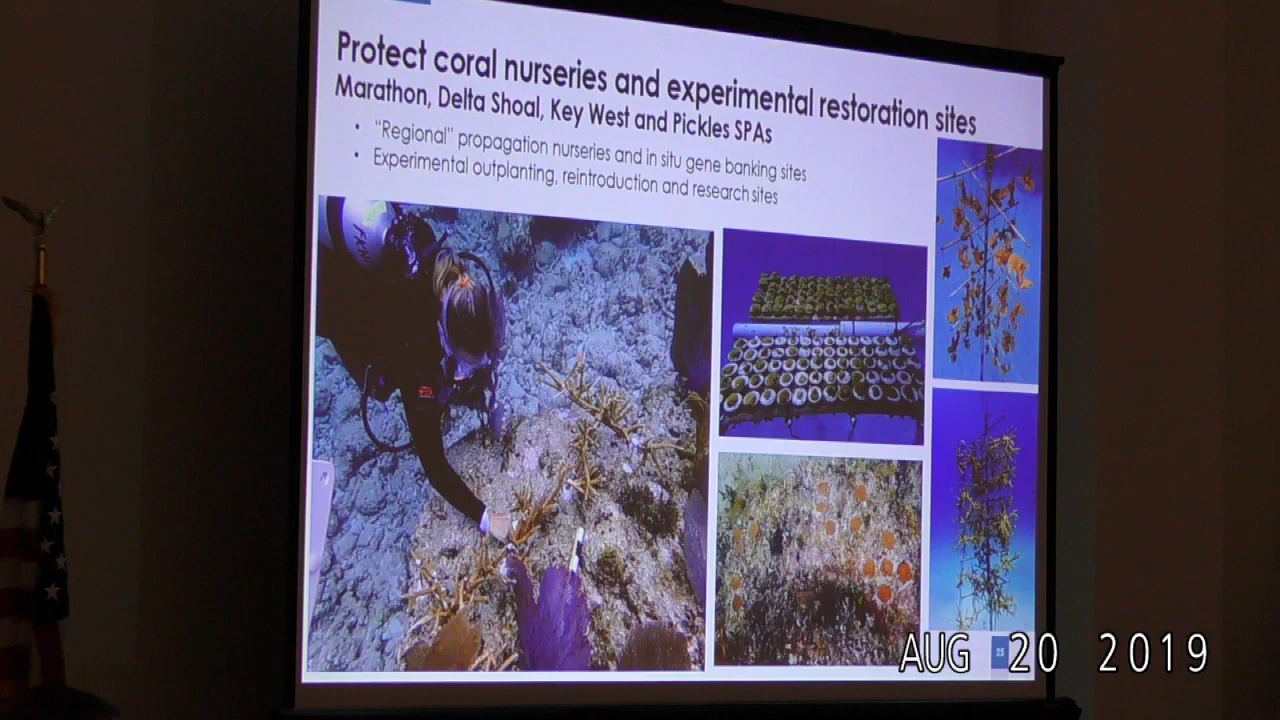 Protect coral nurseries and experimental restoration sites
Marathon, Delta Shoal, Key West and Pickles SPAs
• "Regional" propagation nurseries and in situ gene banking sites
• Experimental outplanting, reintroduction and research sites
AUG 20 2019